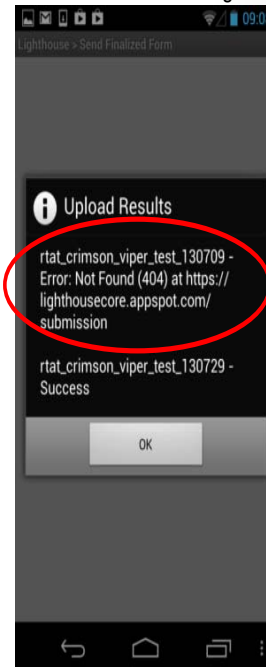 09:0
Lighthouse > Send Finalized Form
Upload Results
rtat_crimson_viper_test_130709 -
Error: Not Found (404) at https://
lighthousecore.appspot.com/
submission
rtat_crimson_viper_test_130729 -
Success
OK